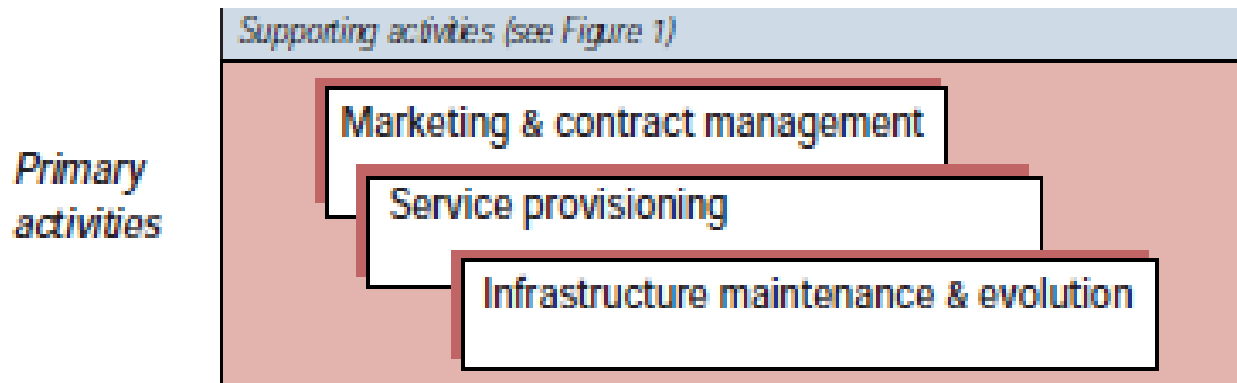 Supporting activities (see Figure 1)
Marketing & contract management
Primary
activities
Service provisioning
Infrastructure maintenance & evolution